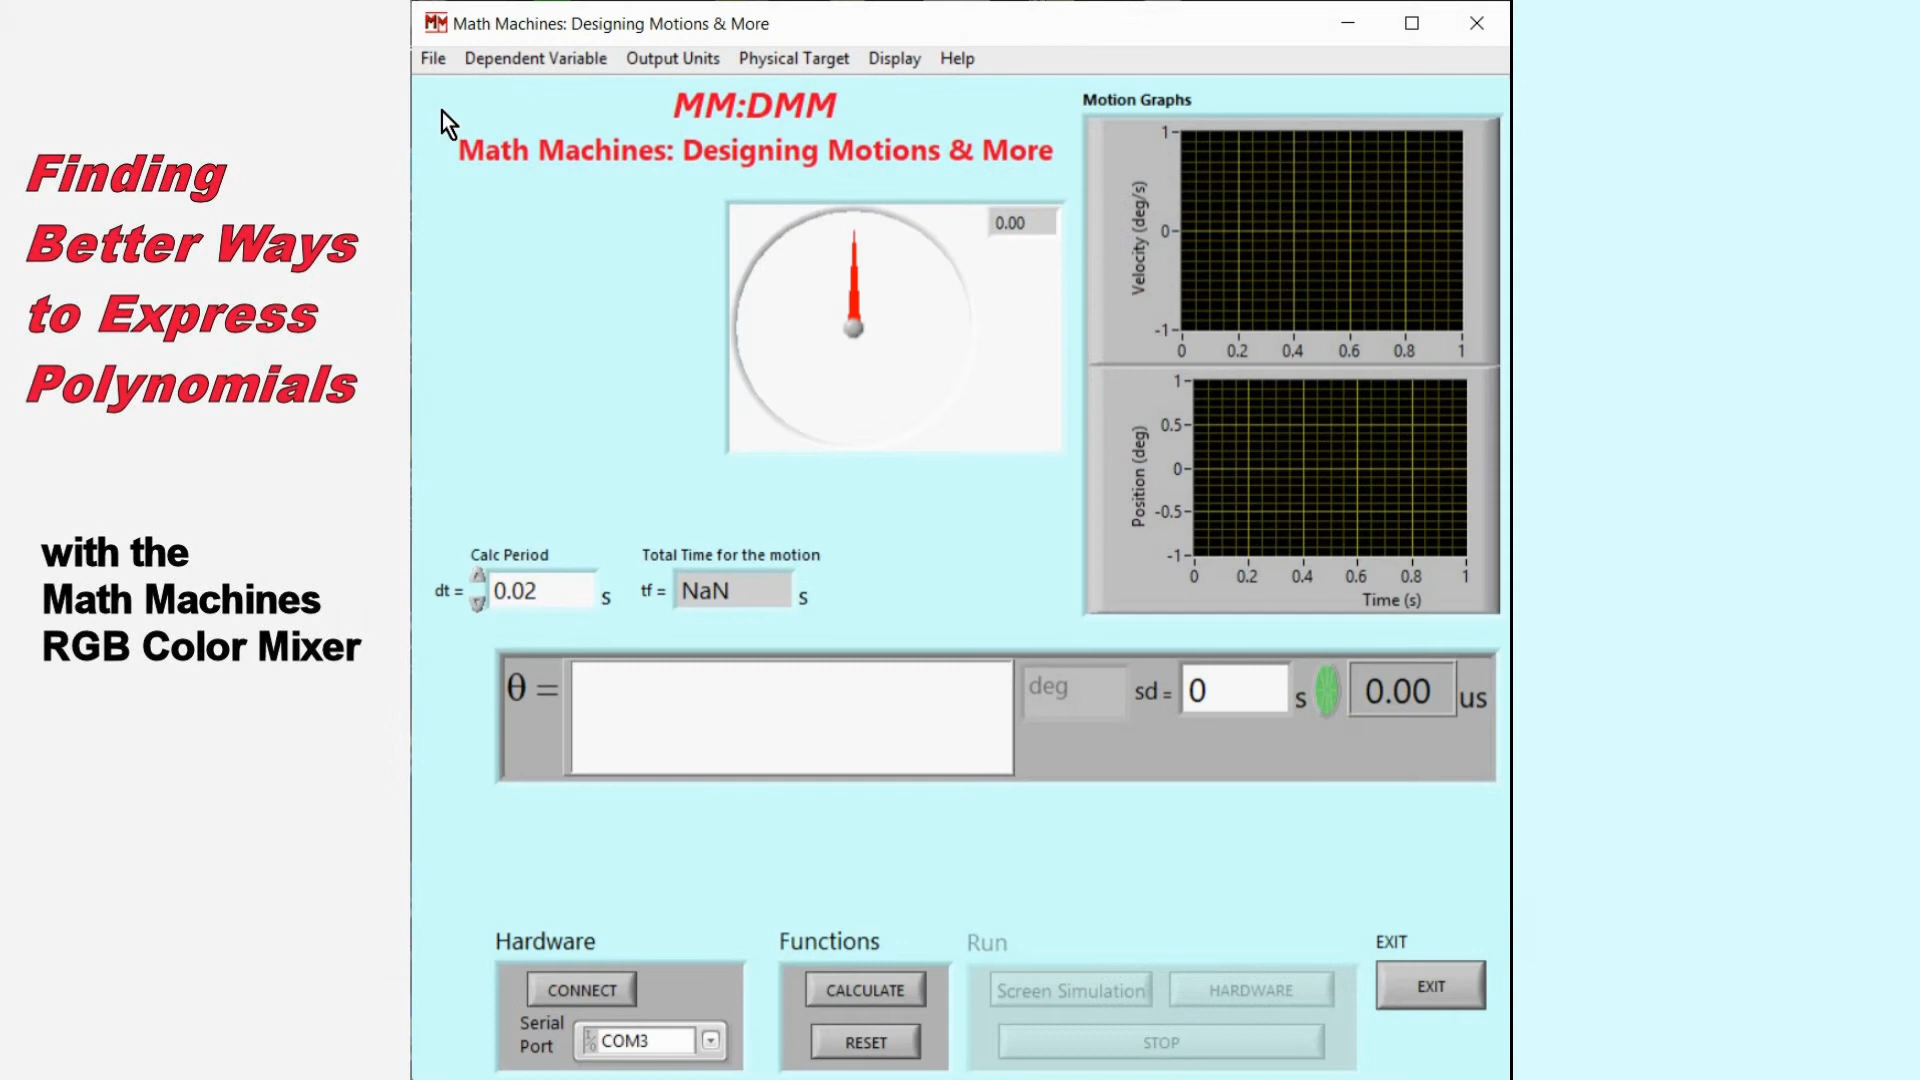 Math Machines: Designing Motions & More
File Dependent Variable Output Units Physical Target Display Help
MM:DMM
Math Machines: Designing Motions & More
Finding
Better Ways
to Express
Polynomials
with the
Math Machines
RGB Color Mixer
0.00
Motion Graphs
Velocity (deg/s)
1
0
-1
0 0.2 0.4 0.6 0.8 1
Position (deg)
1
0.5
0
-0.5
-1
0 0.2 0.4 0.6 0.8 1
Time (s)
Calc Period
dt = 0.02 s
Total Time for the motion
tf = NaN s
θ = deg sd = 0 s 0.00 us
Hardware
CONNECT
Serial
Port
COM3
Functions
CALCULATE
RESET
Run
Screen Simulation HARDWARE
STOP
EXIT
EXIT